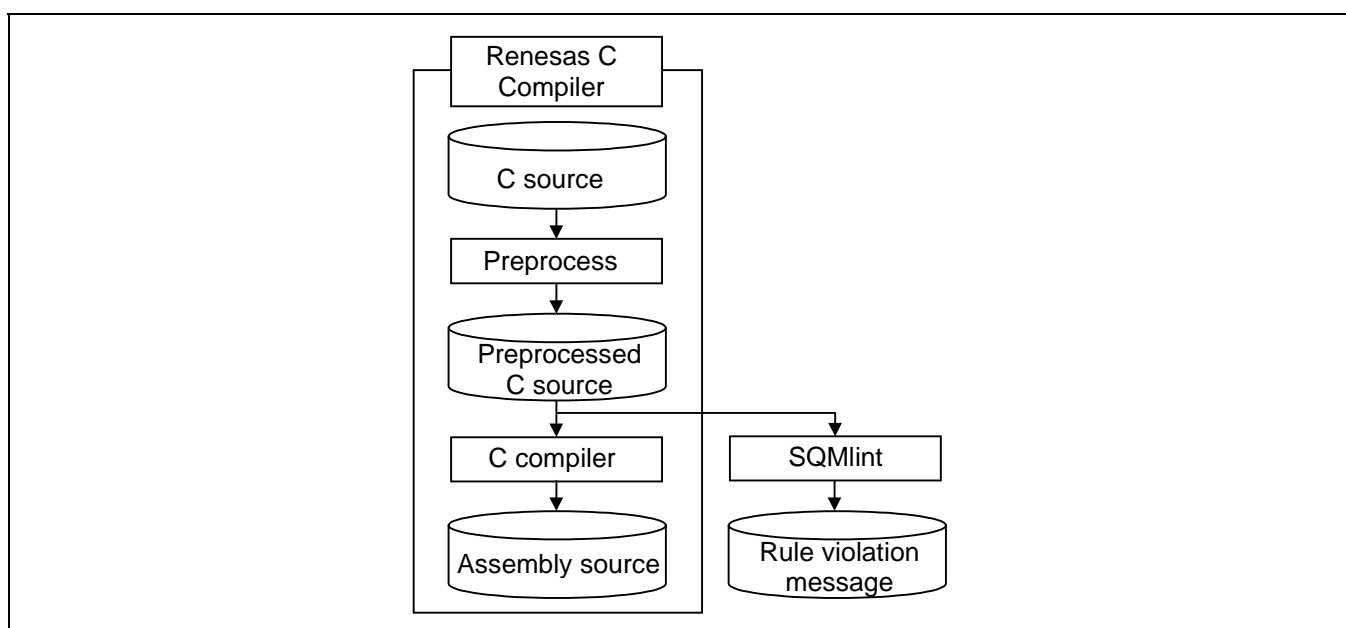 Renesas C
Compiler
C source
Preprocess
Preprocessed
C source
C compiler
SQMlint
Assembly source
Rule violation
message